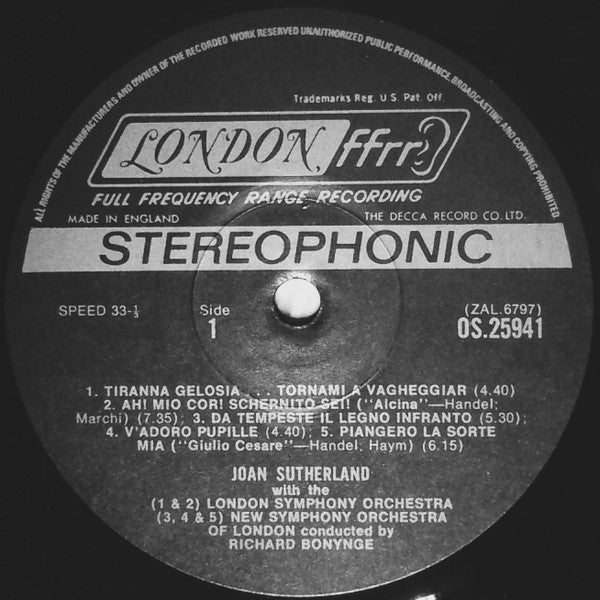 ALL RIGHTS OF THE MANUFACTURERS AND OWNER OF THE RECORDED WORK RESERVED UNAUTHORIZED PUBLIC PERFORMANCE BROADCASTING AND COPYING PROHIBITED
Trademarks Reg. U.S. Pat. Off.
LONDON ffrr
FULL FREQUENCY RANGE RECORDING
MADE IN ENGLAND THE DECCA RECORD CO. LTD.
STEREOPHONIC
SPEED 33-⅓ Side (ZAL.6797)
1 OS.25941
1. TIRANNA GELOSIA . . . TORNAMI A VAGHEGGIAR (4.40)
2. AH! MIO COR! SCHERNITO SEI! ("Alcina"—Handel;
Marchi) (7.35); 3. DA TEMPESTE IL LEGNO INFRANTO (5.30);
4. V'ADORO PUPILLE (4.40); 5. PIANGERO LA SORTE
MIA ("Giulio Cesare"—Handel; Haym) (6.15)
JOAN SUTHERLAND
with the
(1 & 2) LONDON SYMPHONY ORCHESTRA
(3, 4 & 5) NEW SYMPHONY ORCHESTRA
OF LONDON conducted by
RICHARD BONYNGE